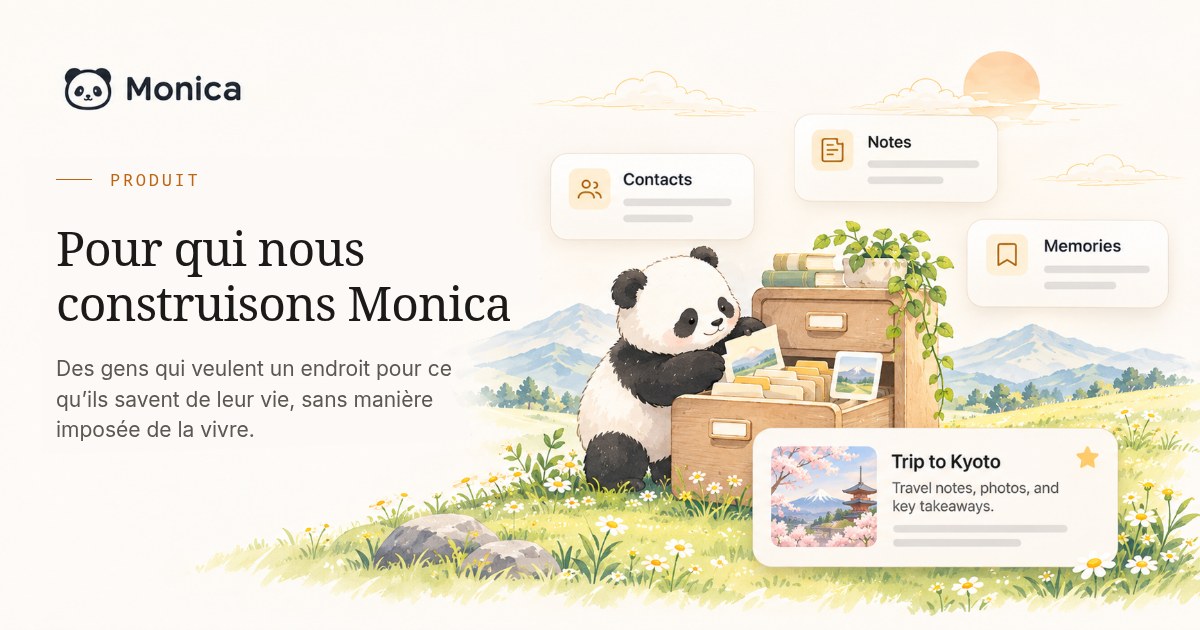 Monica
PRODUIT
Pour qui nous
construisons Monica
Des gens qui veulent un endroit pour ce
qu’ils savent de leur vie, sans manière
imposée de la vivre.
Contacts
Notes
Memories
Trip to Kyoto
Travel notes, photos, and
key takeaways.